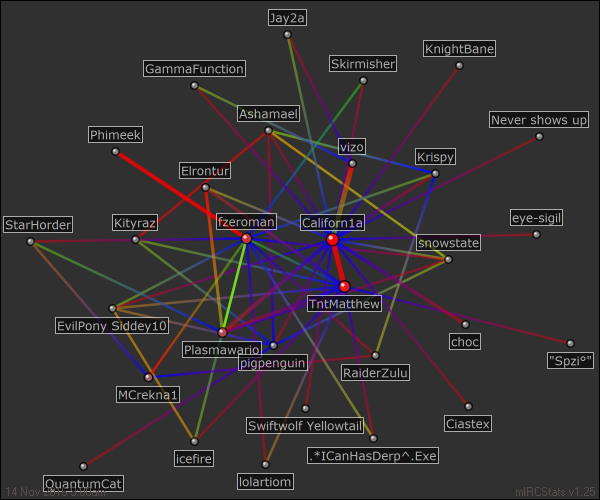 Jay2a
KnightBane
Skirmisher
GammaFunction
Ashamael
Never shows up
Phimeek
vizo
Krispy
Elrontur
StarHorder
Kityraz
fzeroman
Californ1a
eye-sigil
snowstate
TntMatthew
EvilPony Siddey10
Plasmawario
choc
pigpenguin
"Spzi°"
RaiderZulu
MCrekna1
Swiftwolf Yellowtail
Ciastex
icefire
.*ICanHasDerp^.Exe
QuantumCat
lolartiom
14 Nov
mIRCStats v1.25